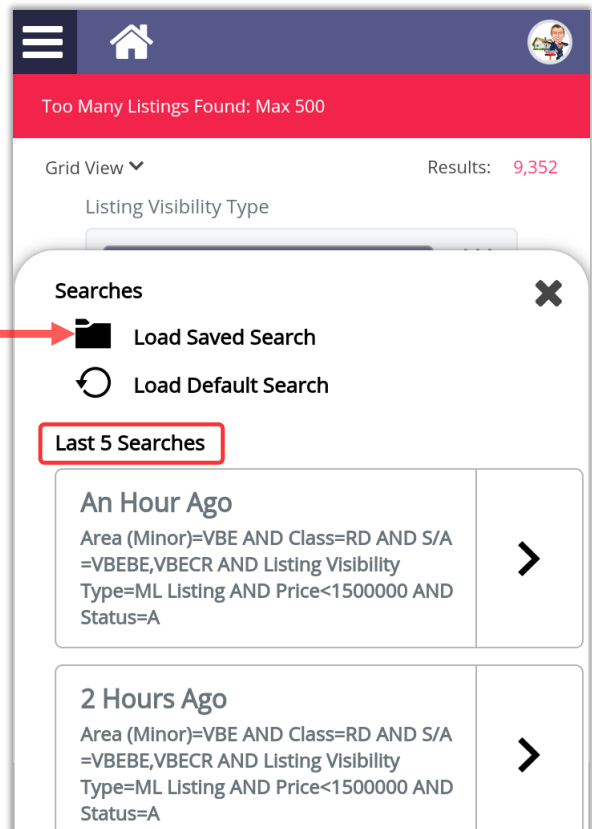 Too Many Listings Found: Max 500
Grid View
Results: 9,352
Listing Visibility Type
Searches
Load Saved Search
Load Default Search
Last 5 Searches
An Hour Ago
Area (Minor)=VBE AND Class=RD AND S/A
=VBEBE,VBECR AND Listing Visibility
Type=ML Listing AND Price<1500000 AND
Status=A
2 Hours Ago
Area (Minor)=VBE AND Class=RD AND S/A
=VBEBE,VBECR AND Listing Visibility
Type=ML Listing AND Price<1500000 AND
Status=A